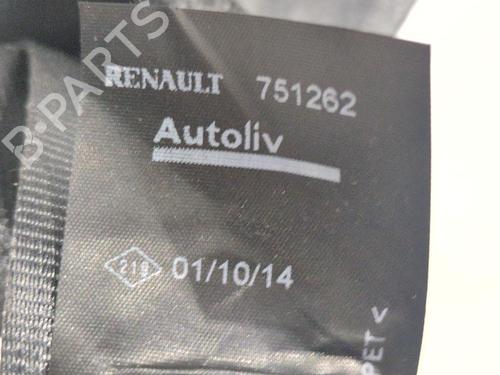 RENAULT 751262
Autoliv
219 01/10/14
PET <
B-PARTS